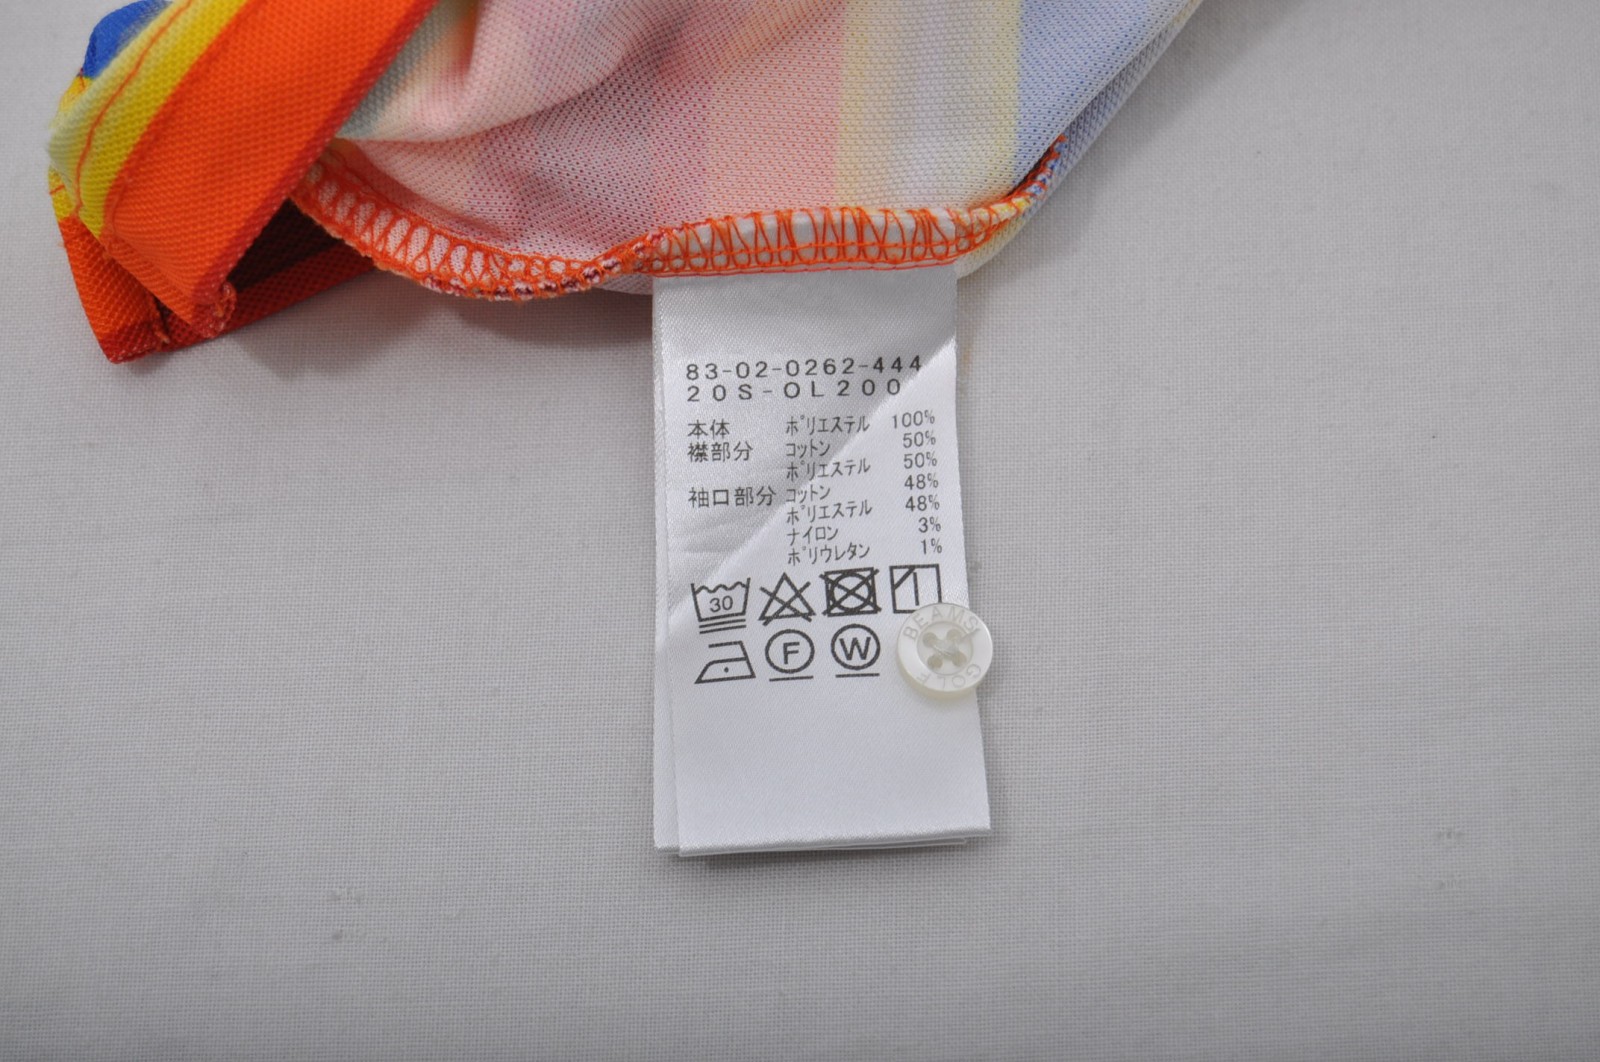 83-02-0262-444
20S-OL200
本体 ポリエステル 100%
襟部分 コットン 50%
ポリエステル 50%
袖口部分 コットン 48%
ポリエステル 48%
ナイロン 3%
ポリウレタン 1%
30
F W
BEAMS
GOLF